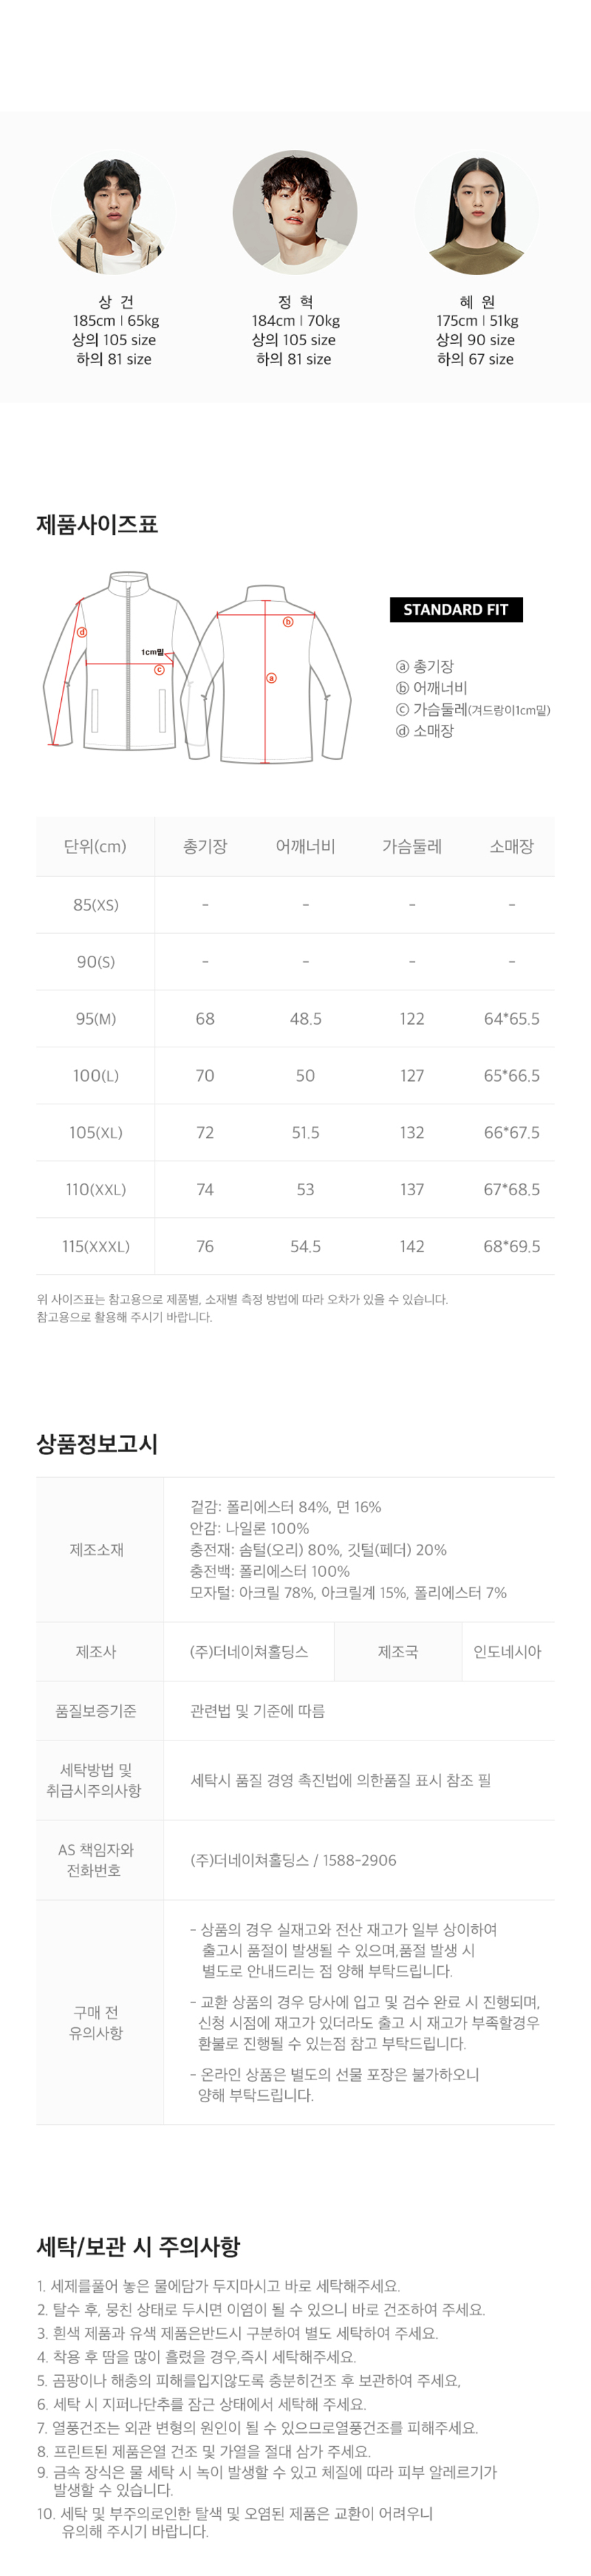 상 건
185cm | 65kg
상의 105 size
하의 81 size
정 혁
184cm | 70kg
상의 105 size
하의 81 size
혜 원
175cm | 51kg
상의 90 size
하의 67 size
제품사이즈표
ⓓ
1cm밑
ⓒ
ⓑ
ⓐ
STANDARD FIT
ⓐ 총기장
ⓑ 어깨너비
ⓒ 가슴둘레(겨드랑이1cm밑)
ⓓ 소매장
단위(cm) 총기장 어깨너비 가슴둘레 소매장
85(XS) - - - -
90(S) - - - -
95(M) 68 48.5 122 64*65.5
100(L) 70 50 127 65*66.5
105(XL) 72 51.5 132 66*67.5
110(XXL) 74 53 137 67*68.5
115(XXXL) 76 54.5 142 68*69.5
위 사이즈표는 참고용으로 제품별, 소재별 측정 방법에 따라 오차가 있을 수 있습니다.
참고용으로 활용해 주시기 바랍니다.
상품정보고시
제조소재
겉감: 폴리에스터 84%, 면 16%
안감: 나일론 100%
충전재: 솜털(오리) 80%, 깃털(페더) 20%
충전백: 폴리에스터 100%
모자털: 아크릴 78%, 아크릴계 15%, 폴리에스터 7%
제조사 (주)더네이쳐홀딩스 제조국 인도네시아
품질보증기준 관련법 및 기준에 따름
세탁방법 및
취급시주의사항
세탁시 품질 경영 촉진법에 의한품질 표시 참조 필
AS 책임자와
전화번호
(주)더네이쳐홀딩스 / 1588-2906
구매 전
유의사항
- 상품의 경우 실재고와 전산 재고가 일부 상이하여
출고시 품절이 발생될 수 있으며,품절 발생 시
별도로 안내드리는 점 양해 부탁드립니다.
- 교환 상품의 경우 당사에 입고 및 검수 완료 시 진행되며,
신청 시점에 재고가 있더라도 출고 시 재고가 부족할경우
환불로 진행될 수 있는점 참고 부탁드립니다.
- 온라인 상품은 별도의 선물 포장은 불가하오니
양해 부탁드립니다.
세탁/보관 시 주의사항
1. 세제를풀어 놓은 물에담가 두지마시고 바로 세탁해주세요.
2. 탈수 후, 뭉친 상태로 두시면 이염이 될 수 있으니 바로 건조하여 주세요.
3. 흰색 제품과 유색 제품은반드시 구분하여 별도 세탁하여 주세요.
4. 착용 후 땀을 많이 흘렸을 경우,즉시 세탁해주세요.
5. 곰팡이나 해충의 피해를입지않도록 충분히건조 후 보관하여 주세요,
6. 세탁 시 지퍼나단추를 잠근 상태에서 세탁해 주세요.
7. 열풍건조는 외관 변형의 원인이 될 수 있으므로열풍건조를 피해주세요.
8. 프린트된 제품은열 건조 및 가열을 절대 삼가 주세요.
9. 금속 장식은 물 세탁 시 녹이 발생할 수 있고 체질에 따라 피부 알레르기가
발생할 수 있습니다.
10. 세탁 및 부주의로인한 탈색 및 오염된 제품은 교환이 어려우니
유의해 주시기 바랍니다.